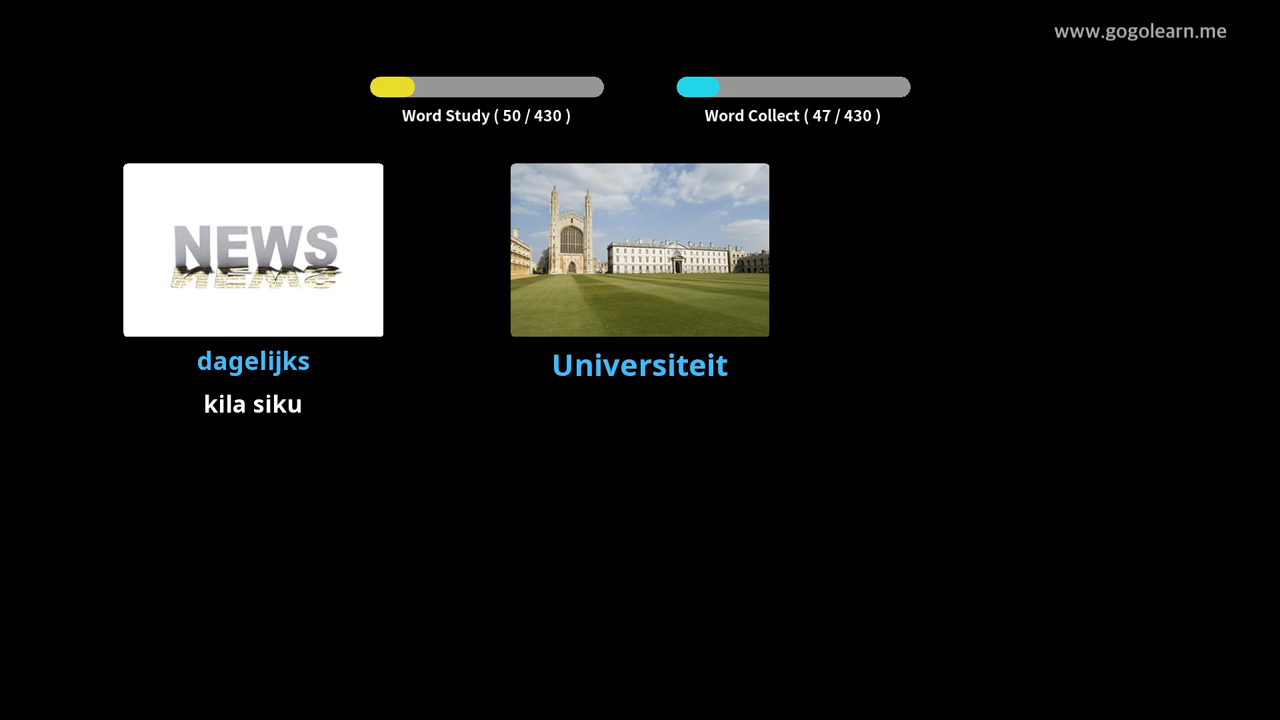 www.gogolearn.me
Word Study ( 50 / 430 )
Word Collect ( 47 / 430 )
NEWS
dagelijks
kila siku
Universiteit